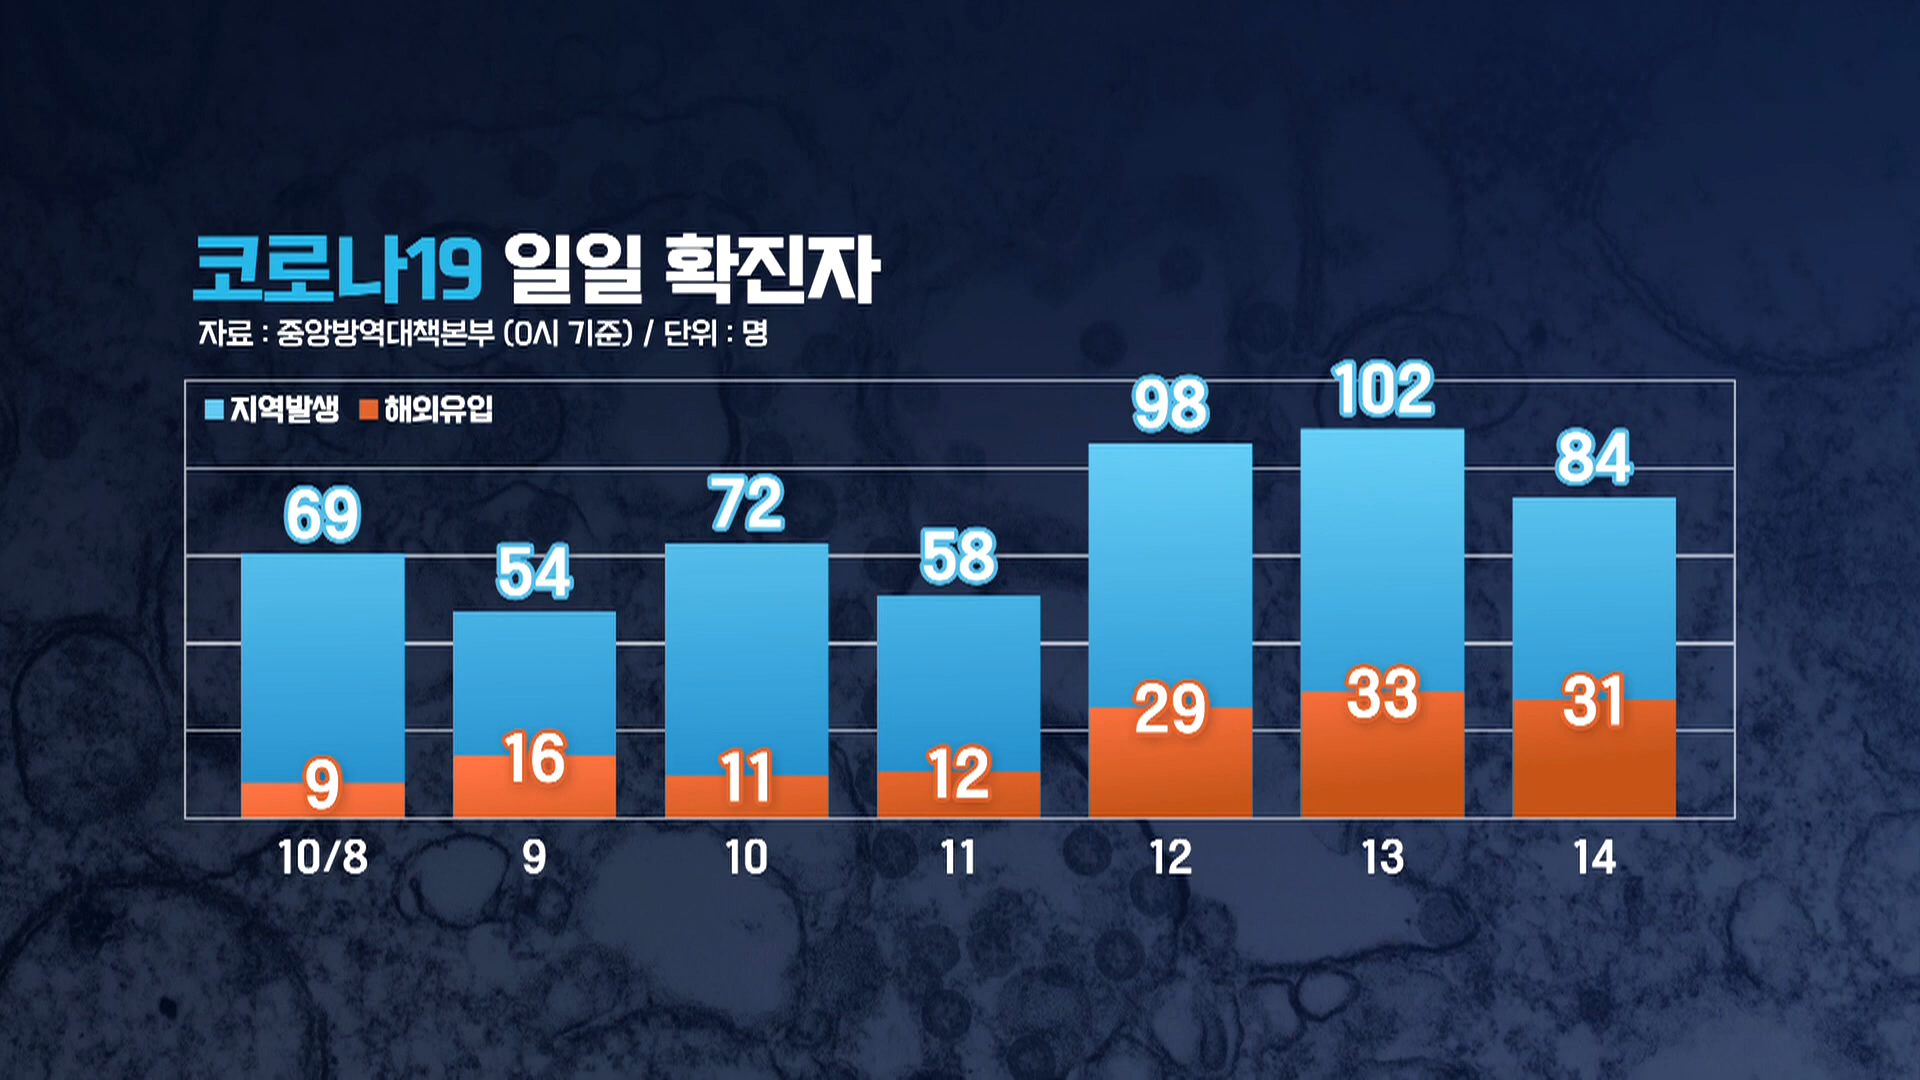 코로나19 일일 확진자
자료 : 중앙방역대책본부 (0시 기준) / 단위 : 명
지역발생 해외유입
69 54 72 58 98 102 84
9 16 11 12 29 33 31
10/8 9 10 11 12 13 14